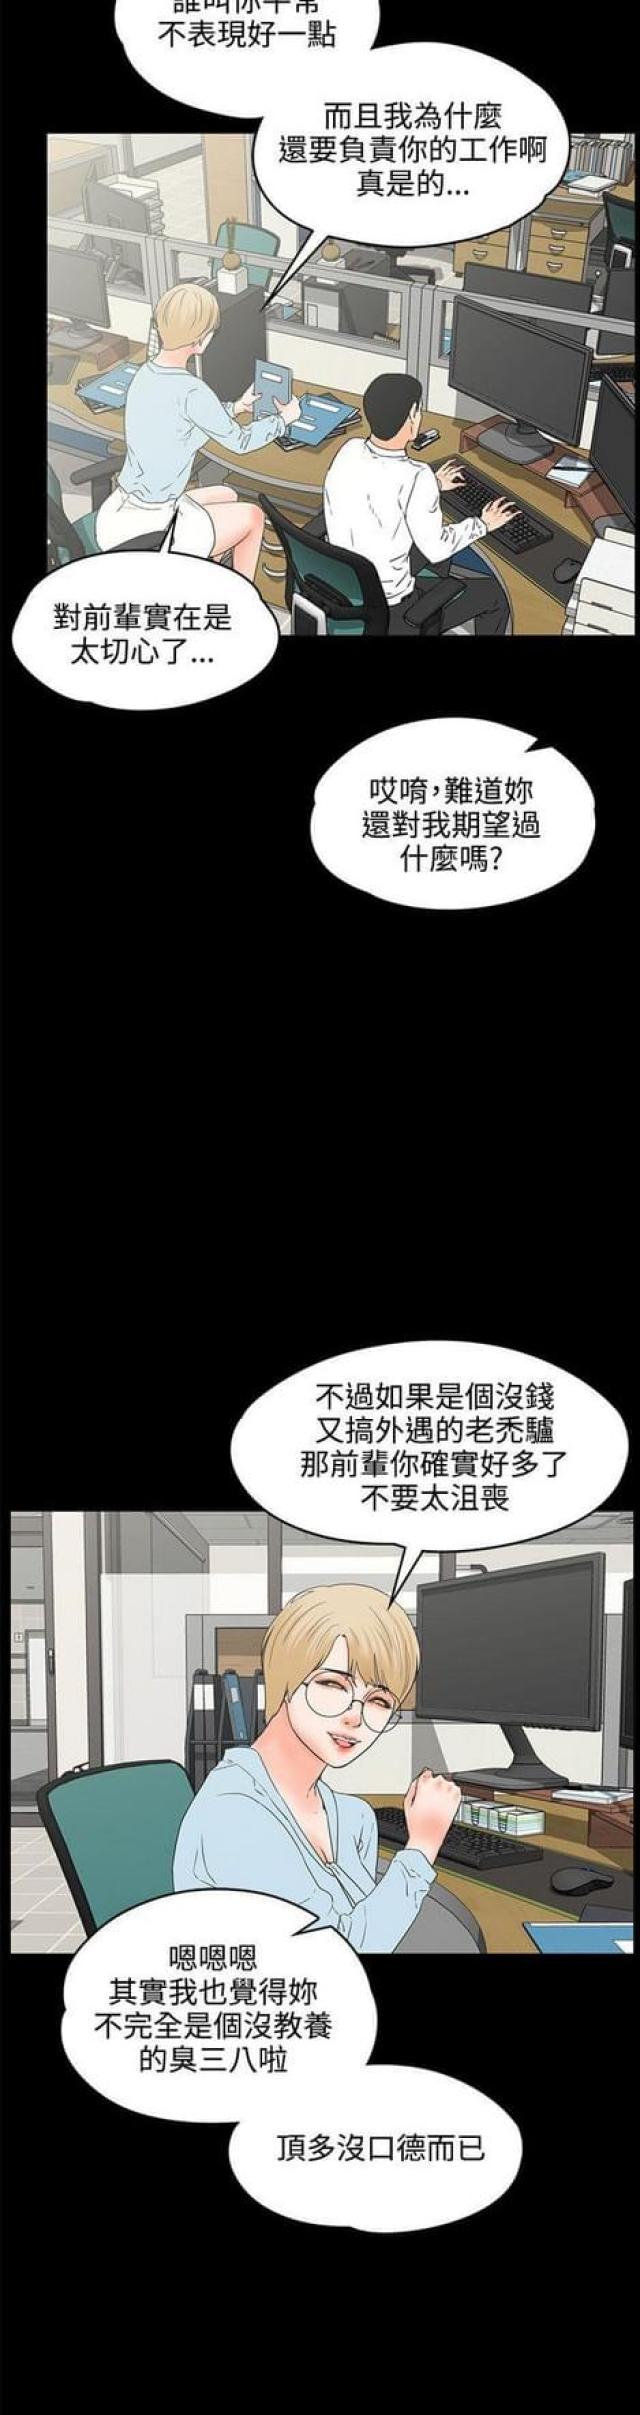 誰叫你平常
不表現好一點
而且我為什麼
還要負責你的工作啊
真是的...
對前輩實在是
太切心了...
哎唷,難道妳
還對我期望過
什麼嗎?
不過如果是個沒錢
又搞外遇的老禿驢
那前輩你確實好多了
不要太沮喪
嗯嗯嗯
其實我也覺得妳
不完全是個沒教養
的臭三八啦
頂多沒口德而已